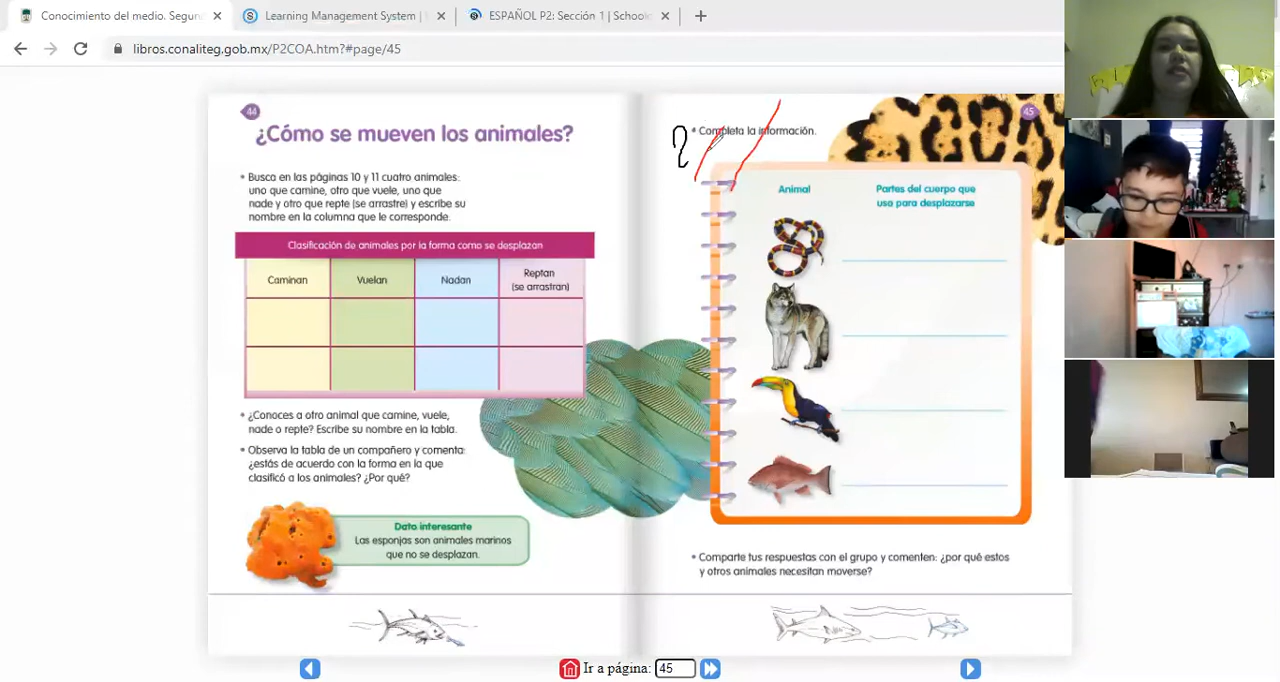 Conocimiento del medio. Segund
Learning Management System |
ESPAÑOL P2: Sección 1 | Schoo
libros.conaliteg.gob.mx/P2COA.htm?#page/45
44
¿Cómo se mueven los animales?
• Busca en las páginas 10 y 11 cuatro animales:
uno que camine, otro que vuele, uno que
nade y otro que repte (se arrastre) y escribe su
nombre en la columna que le corresponde.
Clasificación de animales por la forma como se desplazan
Caminan Vuelan Nadan Reptan
(se arrastran)
• ¿Conoces a otro animal que camine, vuele,
nade o repte? Escribe su nombre en la tabla.
• Observa la tabla de un compañero y comenta:
¿estás de acuerdo con la forma en la que
clasificó a los animales? ¿Por qué?
Dato interesante
Las esponjas son animales marinos
que no se desplazan.
45
• Completa la información.
Animal
Partes del cuerpo que
usa para desplazarse
• Comparte tus respuestas con el grupo y comenten: ¿por qué estos
y otros animales necesitan moverse?
Ir a página: 45